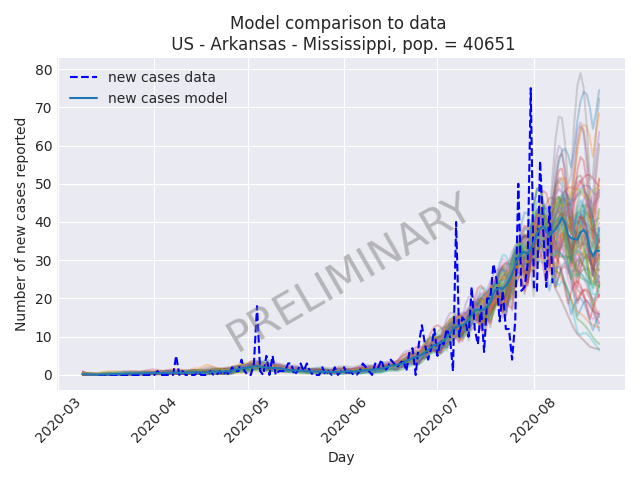 Model comparison to data
US - Arkansas - Mississippi, pop. = 40651
new cases data
new cases model
PRELIMINARY
Number of new cases reported
80
70
60
50
40
30
20
10
0
2020-03
2020-04
2020-05
2020-06
2020-07
2020-08
Day